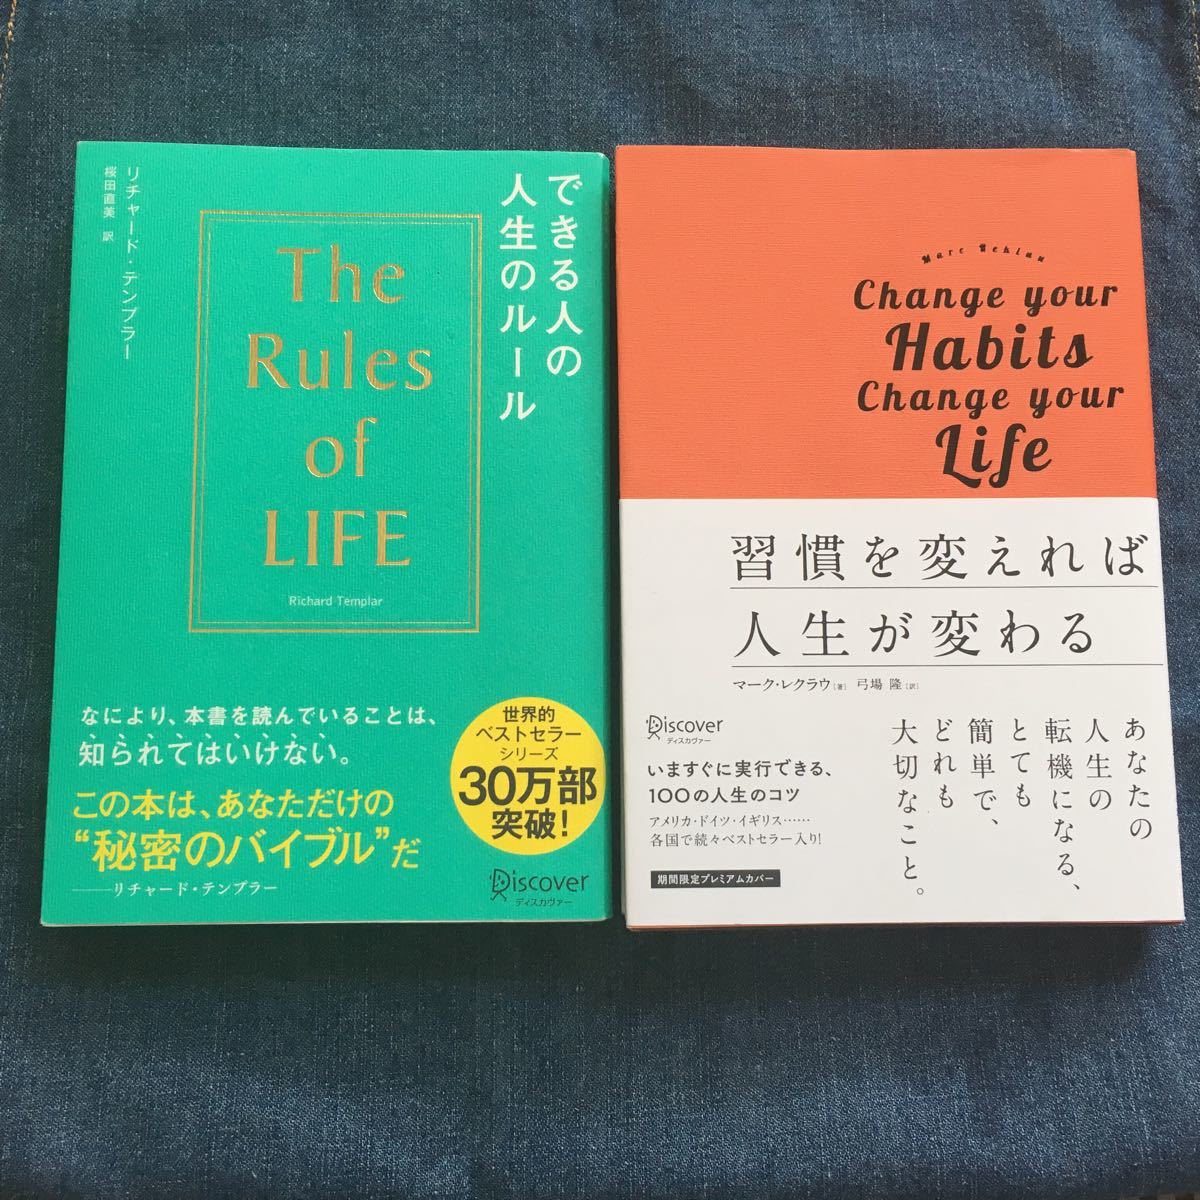 できる人の
人生のルール
リチャード・テンプラー
桜田直美 訳
The
Rules
of
LIFE
Richard Templar
なにより、本書を読んでいることは、
知られてはいけない。
この本は、あなただけの
“秘密のバイブル”だ
――リチャード・テンプラー
世界的
ベストセラー
シリーズ
30万部
突破!
Discover
ディスカヴァー
Marc Reklau
Change your
Habits
Change your
Life
習慣を変えれば
人生が変わる
マーク・レクラウ[著] 弓場 隆[訳]
Discover
ディスカヴァー
いますぐに実行できる、
100の人生のコツ
アメリカ・ドイツ・イギリス……
各国で続々ベストセラー入り!
期間限定プレミアムカバー
あなたの
人生の
転機になる、
とても
簡単で、
どれも
大切なこと。